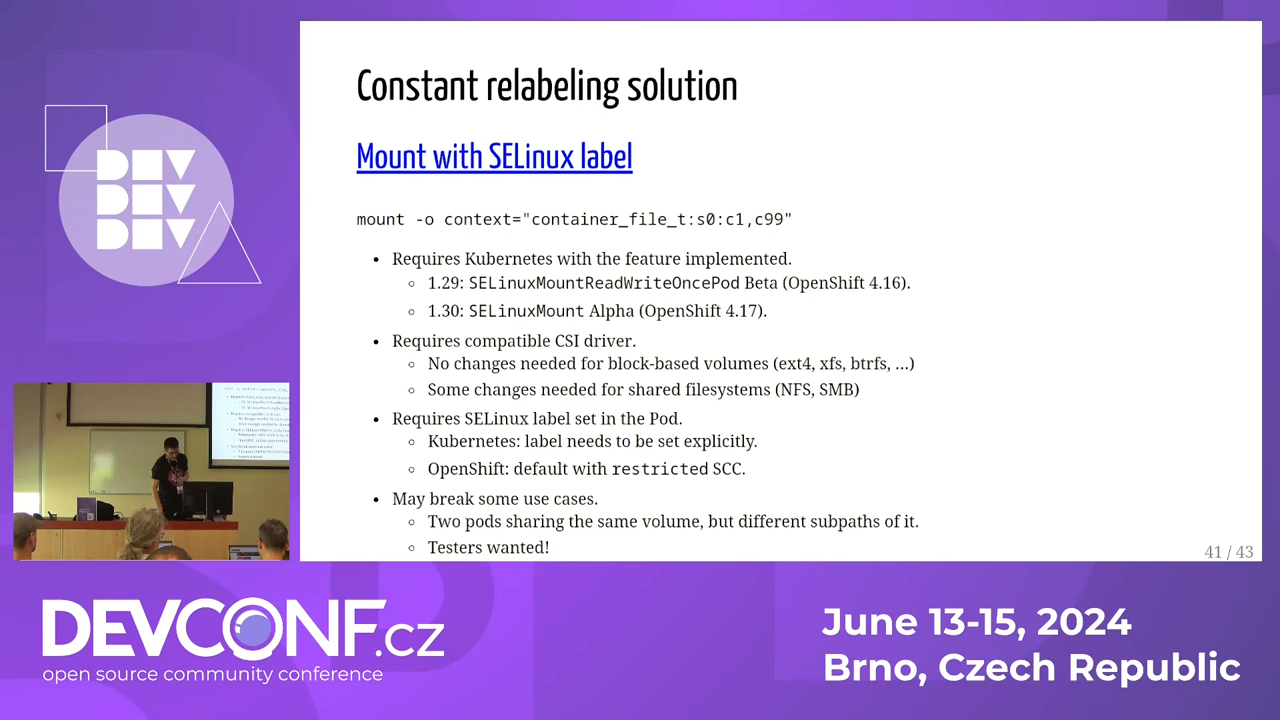 Constant relabeling solution
Mount with SELinux label
mount -o context="container_file_t:s0:c1,c99"
• Requires Kubernetes with the feature implemented.
◦ 1.29: SELinuxMountReadWriteOncePod Beta (OpenShift 4.16).
◦ 1.30: SELinuxMount Alpha (OpenShift 4.17).
• Requires compatible CSI driver.
◦ No changes needed for block-based volumes (ext4, xfs, btrfs, ...)
◦ Some changes needed for shared filesystems (NFS, SMB)
• Requires SELinux label set in the Pod.
◦ Kubernetes: label needs to be set explicitly.
◦ OpenShift: default with restricted SCC.
• May break some use cases.
◦ Two pods sharing the same volume, but different subpaths of it.
◦ Testers wanted!
41 / 43
DEV
DEV
DEV
DEVCONF.cz
open source community conference
June 13-15, 2024
Brno, Czech Republic